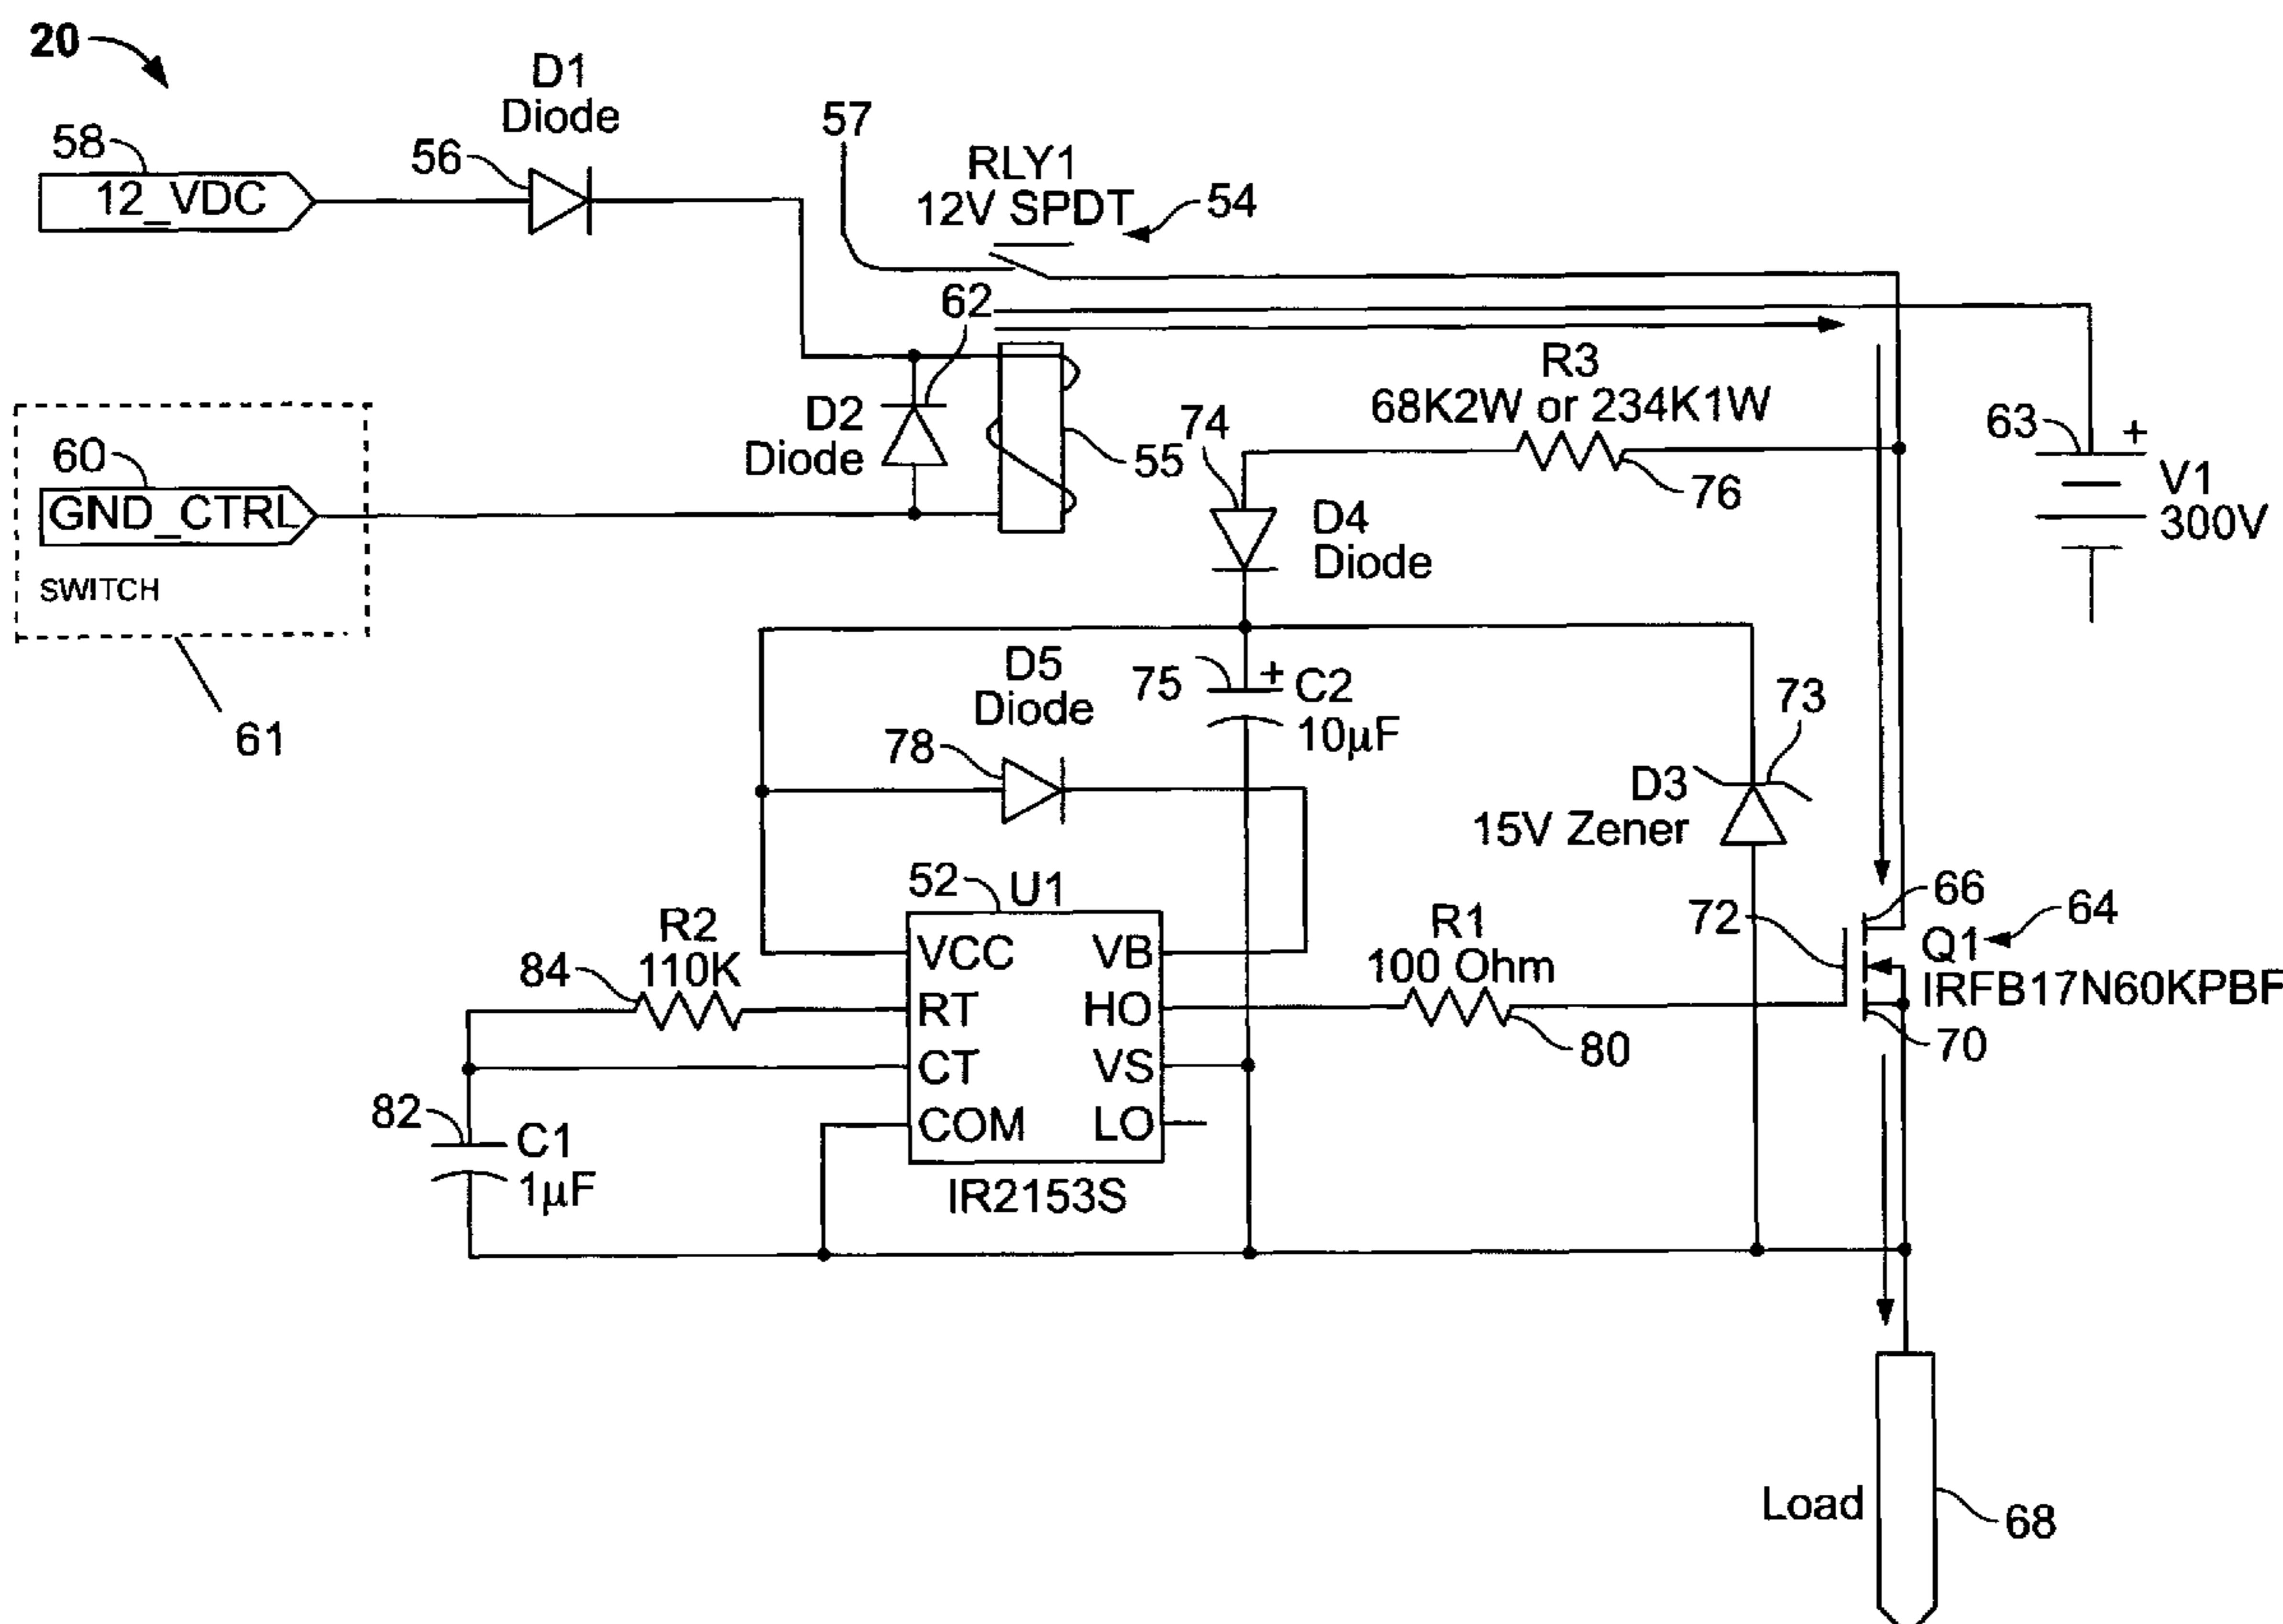 20
D1
Diode
58
56
12_VDC
57
RLY1
12V SPDT
54
62
60
GND_CTRL
SWITCH
61
D2
Diode
55
74
R3
68K2W or 234K1W
76
63
+
V1
300V
D4
Diode
D5
Diode
78
75
+
C2
10µF
73
D3
15V Zener
52
U1
VCC
RT
CT
COM
VB
HO
VS
LO
IR2153S
R2
110K
84
82
C1
1µF
R1
100 Ohm
80
72
66
64
Q1
IRFB17N60KPBF
70
Load
68